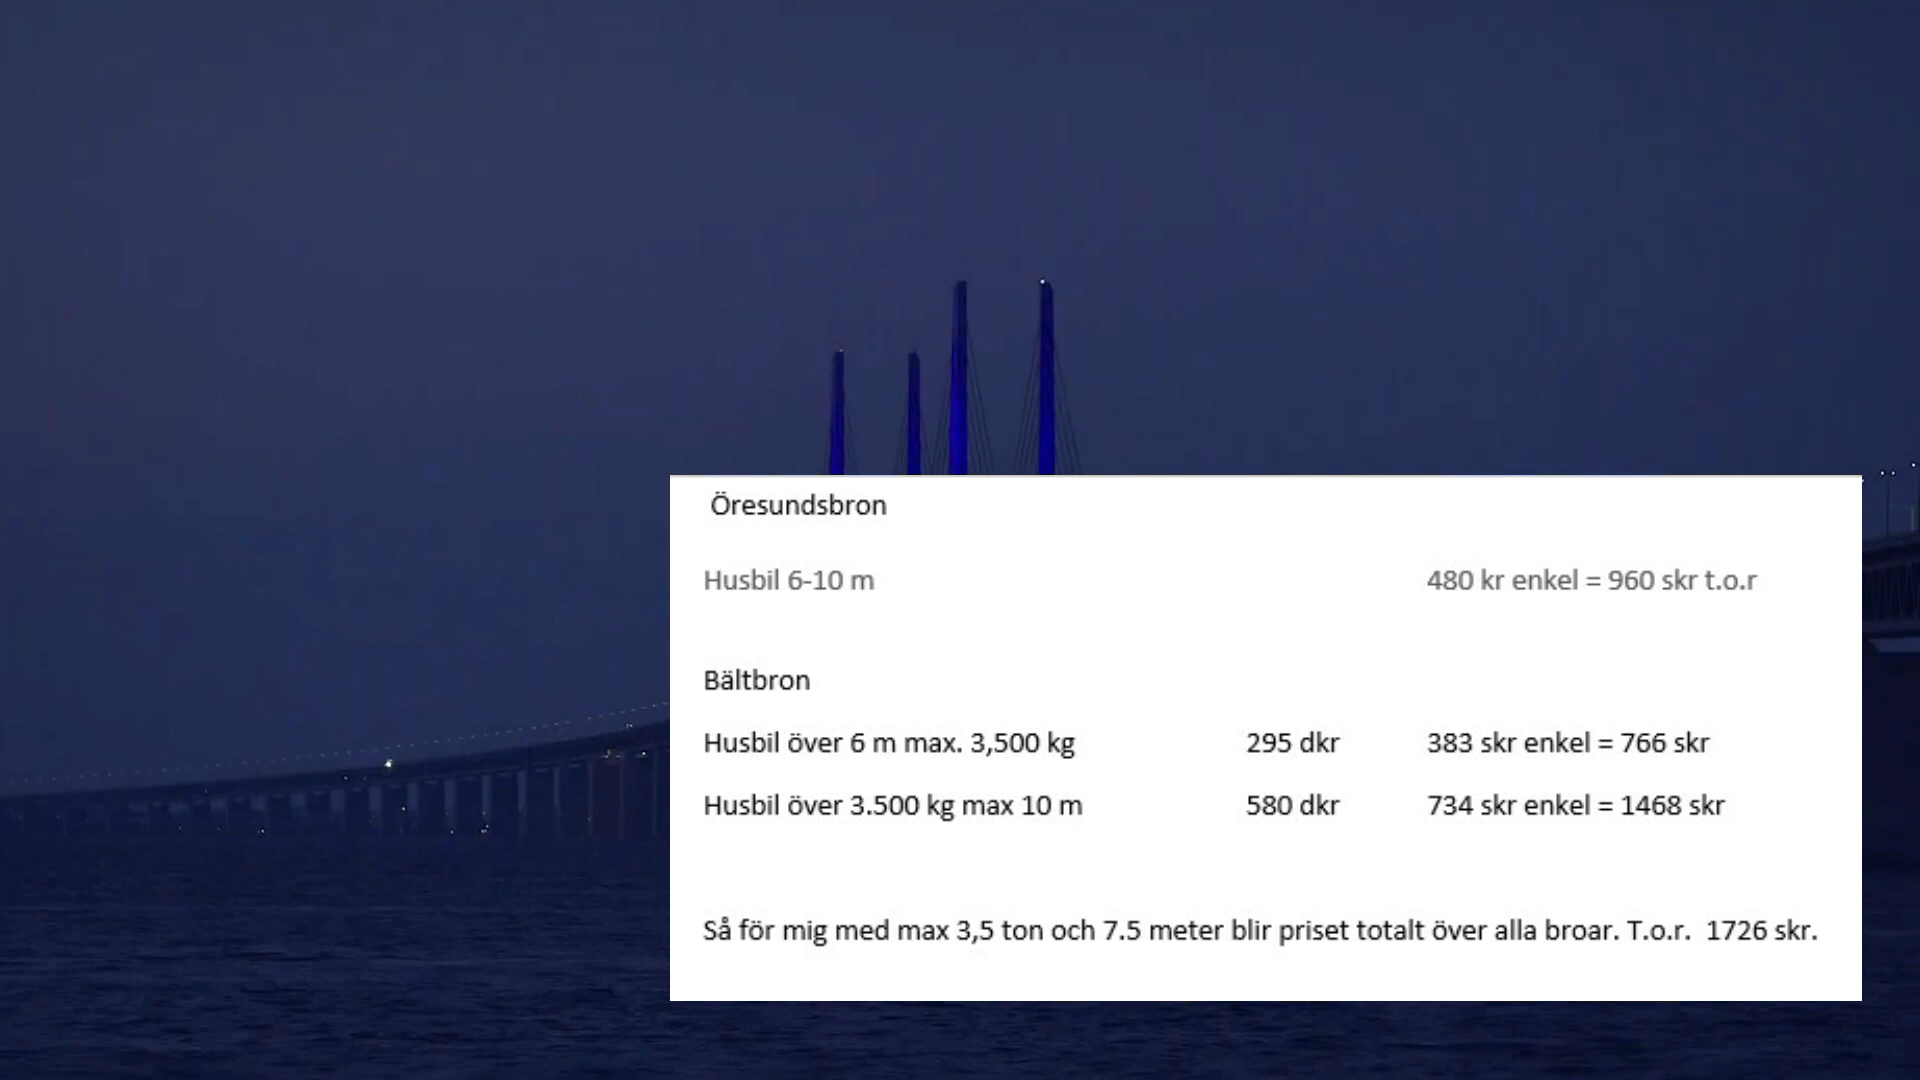 Öresundsbron
Husbil 6-10 m 480 kr enkel = 960 skr t.o.r
Bältbron
Husbil över 6 m max. 3,500 kg 295 dkr 383 skr enkel = 766 skr
Husbil över 3.500 kg max 10 m 580 dkr 734 skr enkel = 1468 skr
Så för mig med max 3,5 ton och 7.5 meter blir priset totalt över alla broar. T.o.r. 1726 skr.